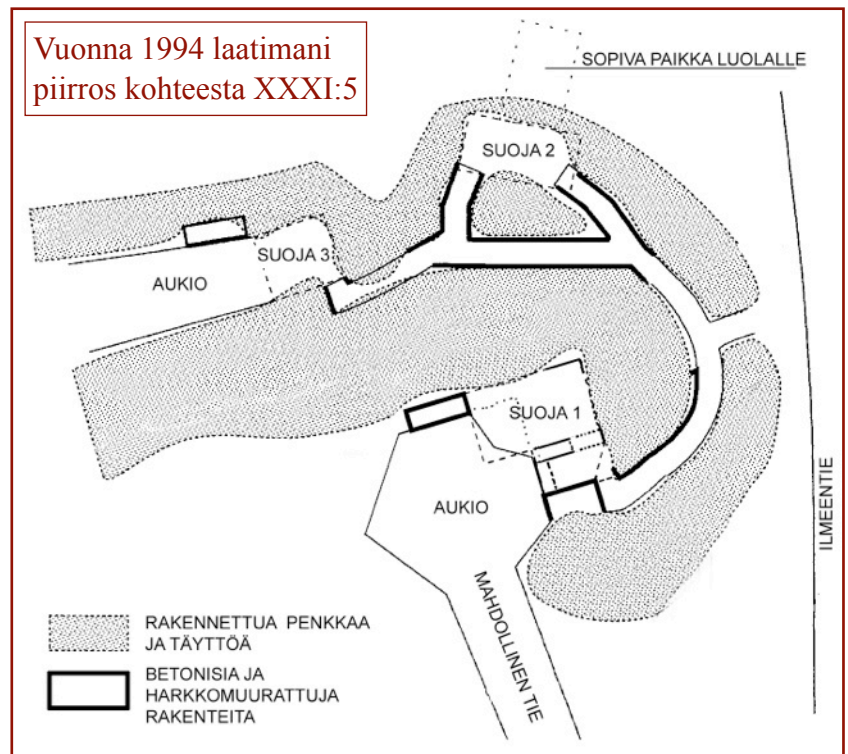 Vuonna 1994 laatimani
piirros kohteesta XXXI:5
SOPIVA PAIKKA LUOLALLE
SUOJA 2
SUOJA 3
AUKIO
SUOJA 1
AUKIO
MAHDOLLINEN TIE
ILMEENTIE
RAKENNETTUA PENKKAA
JA TÄYTTÖÄ
BETONISIA JA
HARKKOMUURATTUJA
RAKENTEITA